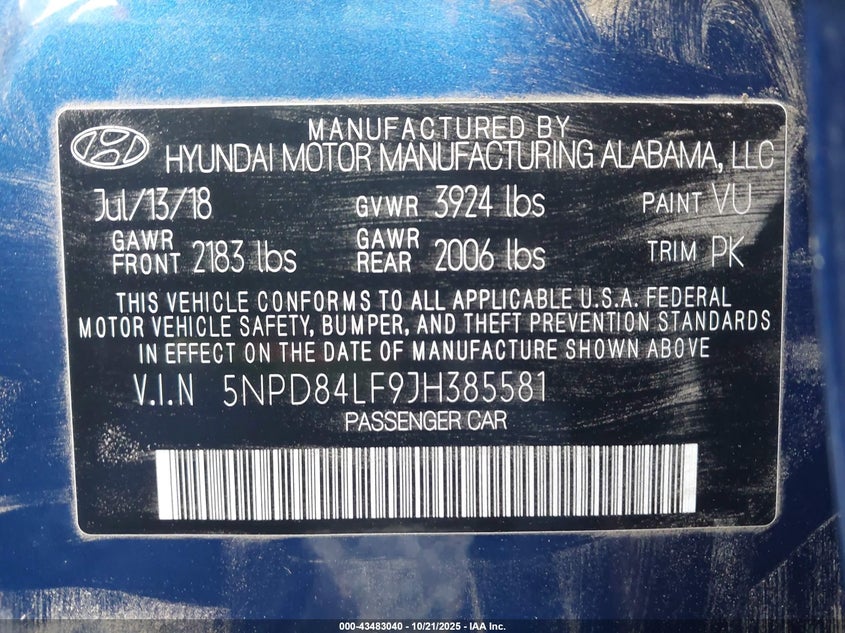 MANUFACTURED BY
HYUNDAI MOTOR MANUFACTURING ALABAMA, LLC
Jul/13/18 GVWR 3924 lbs PAINT VU
GAWR FRONT 2183 lbs GAWR REAR 2006 lbs TRIM PK
THIS VEHICLE CONFORMS TO ALL APPLICABLE U.S.A. FEDERAL
MOTOR VEHICLE SAFETY, BUMPER, AND THEFT PREVENTION STANDARDS
IN EFFECT ON THE DATE OF MANUFACTURE SHOWN ABOVE
V.I.N 5NPD84LF9JH385581
PASSENGER CAR
000-43483040 - 10/21/2025 - IAA Inc.